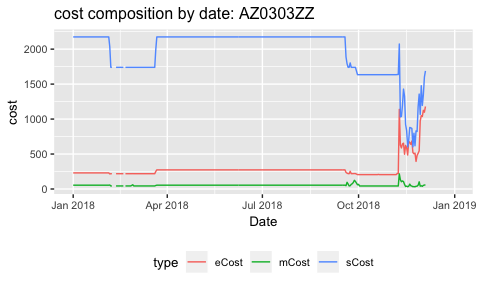 cost composition by date: AZ0303ZZ
2000
1500
1000
500
0
cost
Jan 2018 Apr 2018 Jul 2018 Oct 2018 Jan 2019
Date
type eCost mCost sCost